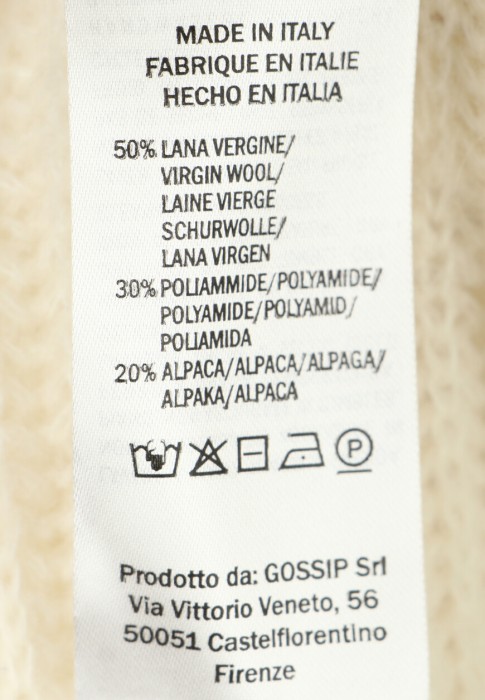 MADE IN ITALY
FABRIQUE EN ITALIE
HECHO EN ITALIA
50% LANA VERGINE/
VIRGIN WOOL/
LAINE VIERGE
SCHURWOLLE/
LANA VIRGEN
30% POLIAMMIDE/POLYAMIDE/
POLYAMIDE/POLYAMID/
POLIAMIDA
20% ALPACA/ALPACA/ALPAGA/
ALPAKA/ALPACA
P
Prodotto da: GOSSIP Srl
Via Vittorio Veneto, 56
50051 Castelfiorentino
Firenze